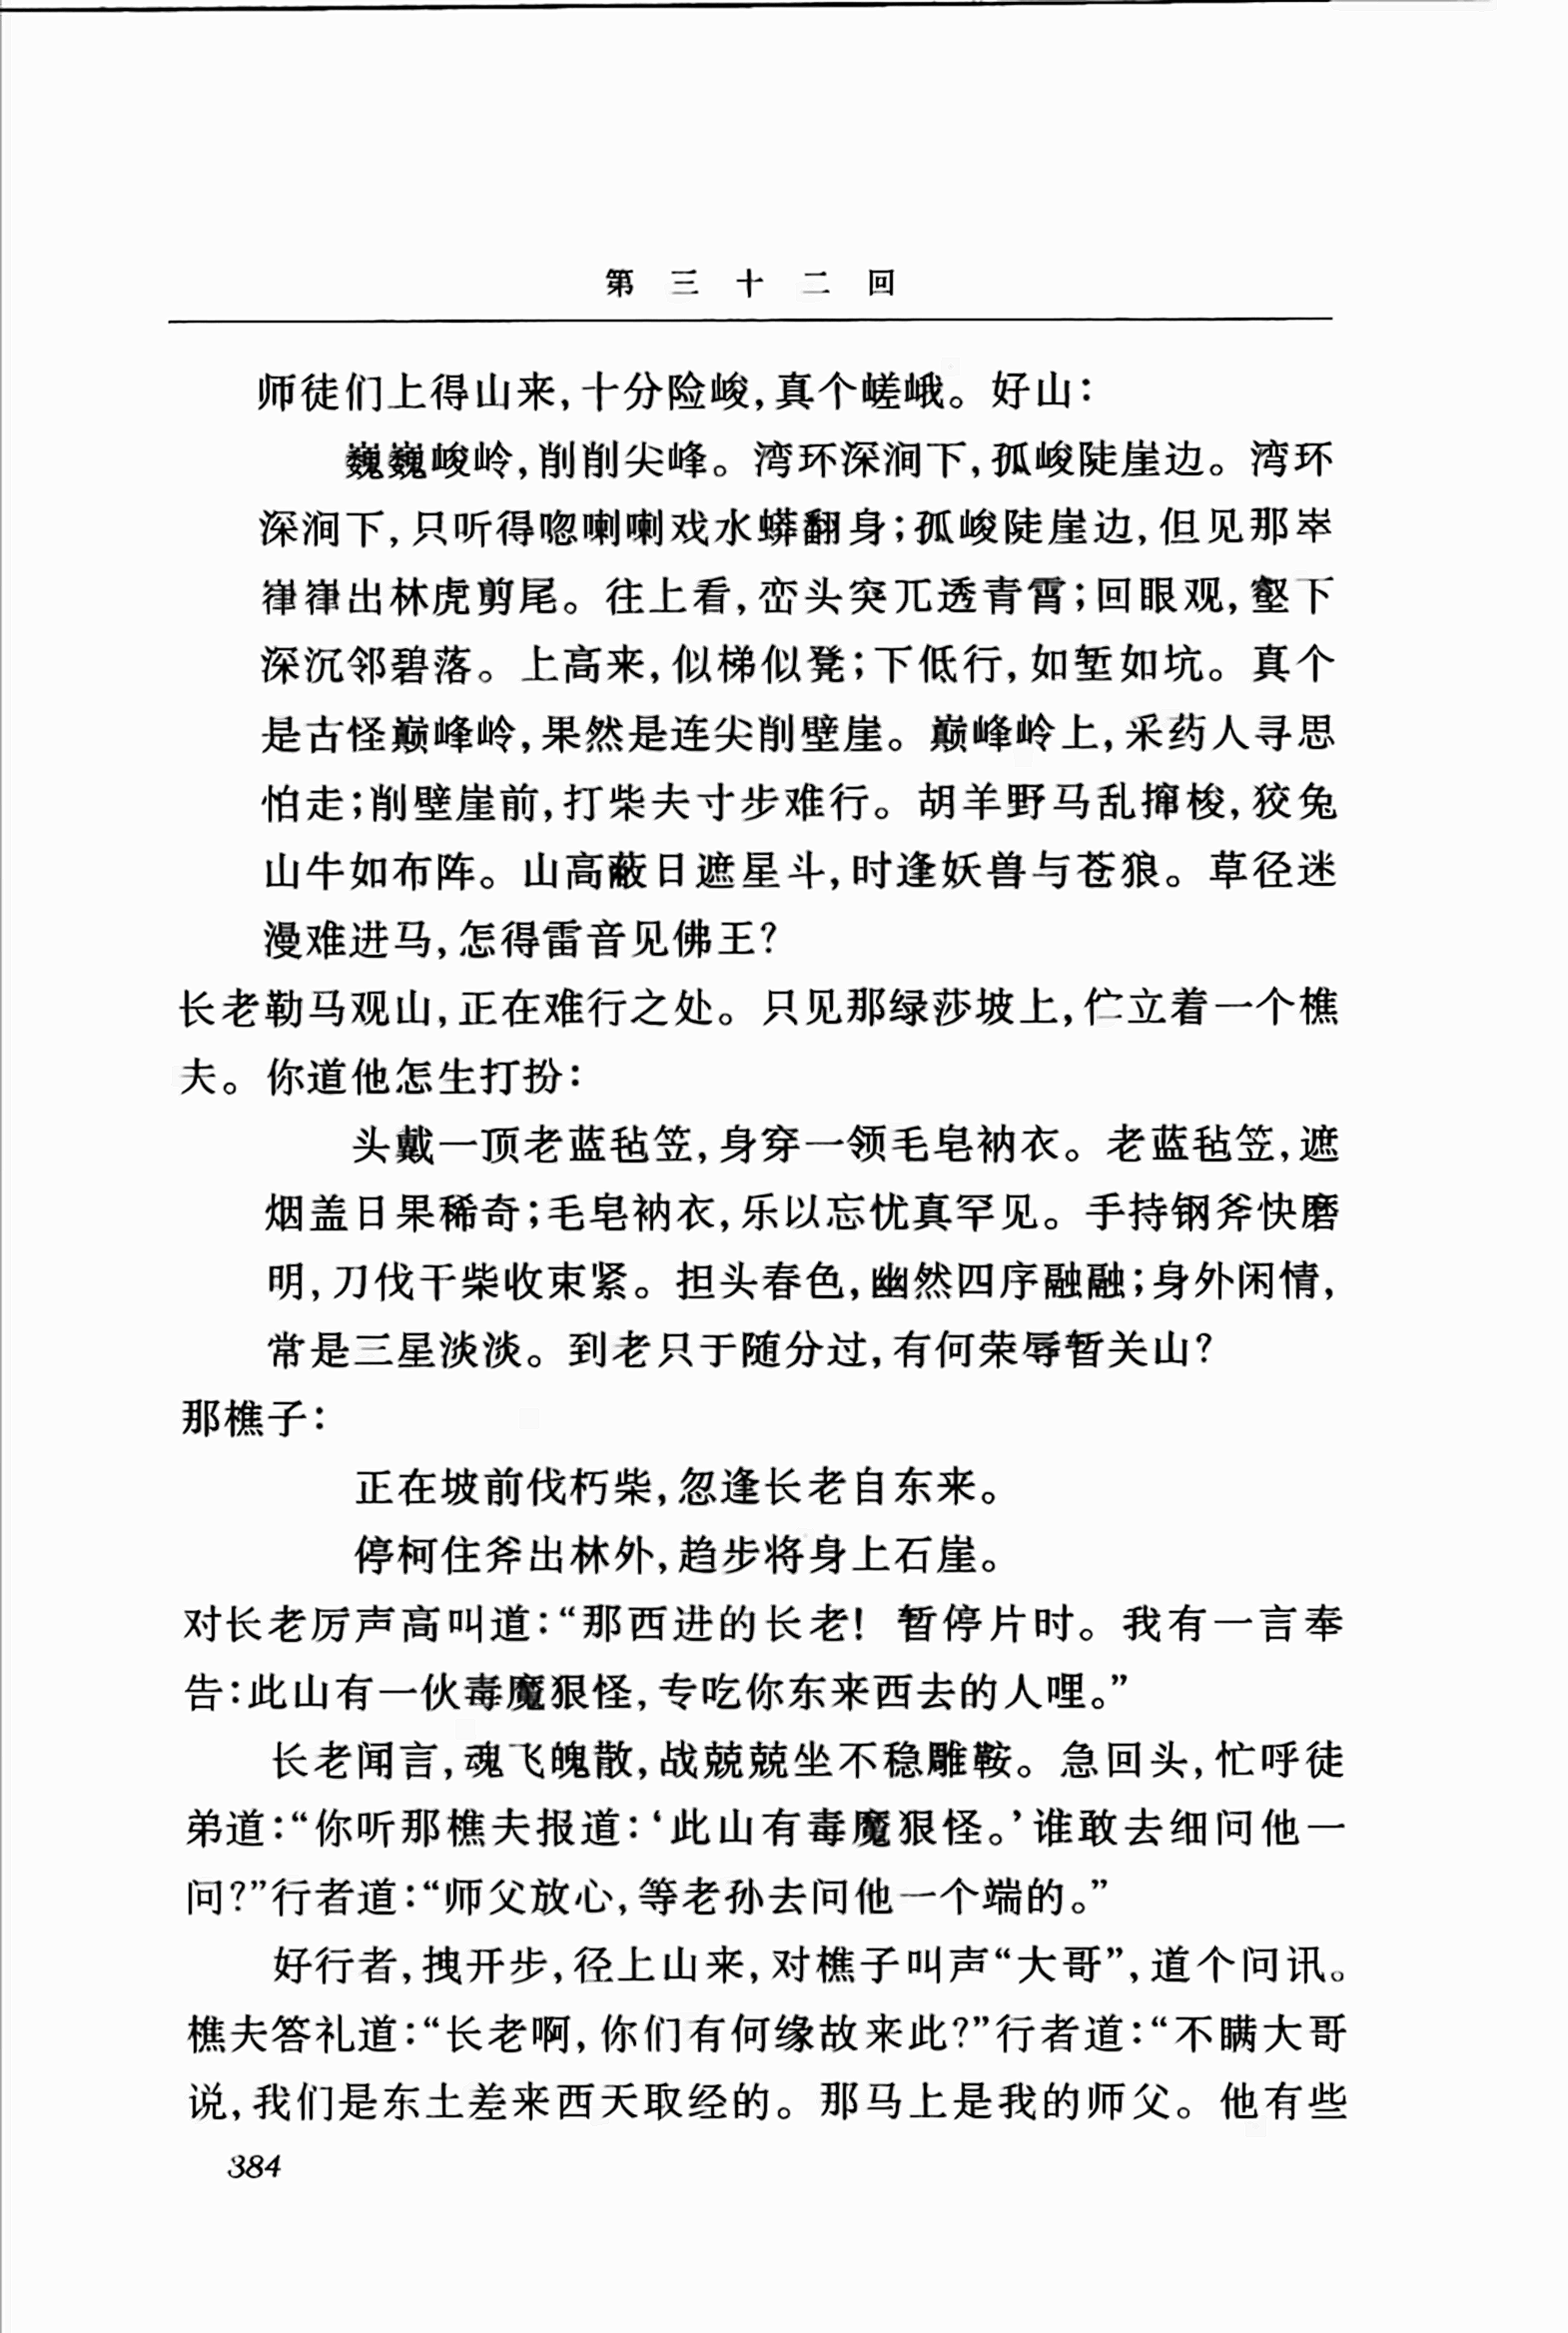 第三十二回
师徒们上得山来,十分险峻,真个嵯峨。好山:
巍巍峻岭,削削尖峰。湾环深涧下,孤峻陡崖边。湾环
深涧下,只听得唿喇喇戏水蟒翻身;孤峻陡崖边,但见那崒
嵂嵂出林虎剪尾。往上看,峦头突兀透青霄;回眼观,壑下
深沉邻碧落。上高来,似梯似凳;下低行,如堑如坑。真个
是古怪巅峰岭,果然是连尖削壁崖。巅峰岭上,采药人寻思
怕走;削壁崖前,打柴夫寸步难行。胡羊野马乱撺梭,狡兔
山牛如布阵。山高蔽日遮星斗,时逢妖兽与苍狼。草径迷
漫难进马,怎得雷音见佛王?
长老勒马观山,正在难行之处。只见那绿莎坡上,伫立着一个樵
夫。你道他怎生打扮:
头戴一顶老蓝毡笠,身穿一领毛皂衲衣。老蓝毡笠,遮
烟盖日果稀奇;毛皂衲衣,乐以忘忧真罕见。手持钢斧快磨
明,刀伐干柴收束紧。担头春色,幽然四序融融;身外闲情,
常是三星淡淡。到老只于随分过,有何荣辱暂关山?
那樵子:
正在坡前伐朽柴,忽逢长老自东来。
停柯住斧出林外,趋步将身上石崖。
对长老厉声高叫道:“那西进的长老! 暂停片时。我有一言奉
告:此山有一伙毒魔狠怪,专吃你东来西去的人哩。”
长老闻言,魂飞魄散,战兢兢坐不稳雕鞍。急回头,忙呼徒
弟道:“你听那樵夫报道:‘此山有毒魔狠怪。’谁敢去细问他一
问?”行者道:“师父放心,等老孙去问他一个端的。”
好行者,拽开步,径上山来,对樵子叫声“大哥”,道个问讯。
樵夫答礼道:“长老啊,你们有何缘故来此?”行者道:“不瞒大哥
说,我们是东土差来西天取经的。那马上是我的师父。他有些
384